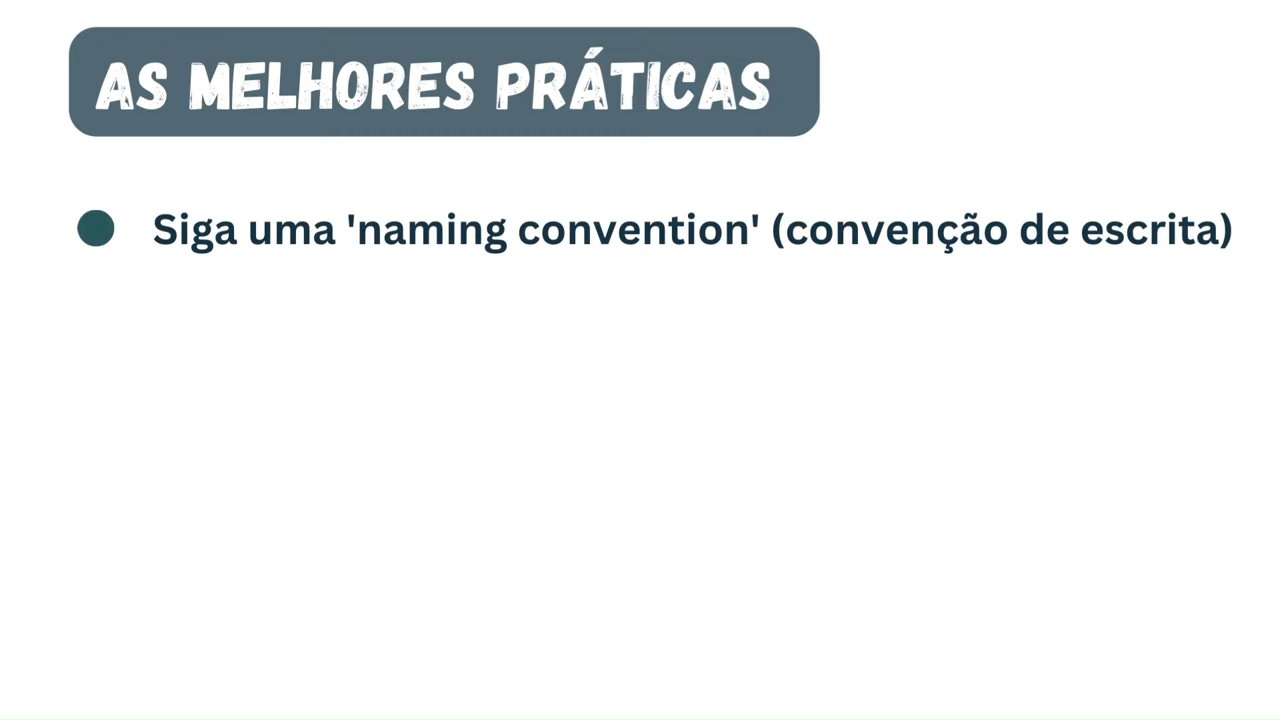 AS MELHORES PRÁTICAS
Siga uma 'naming convention' (convenção de escrita)